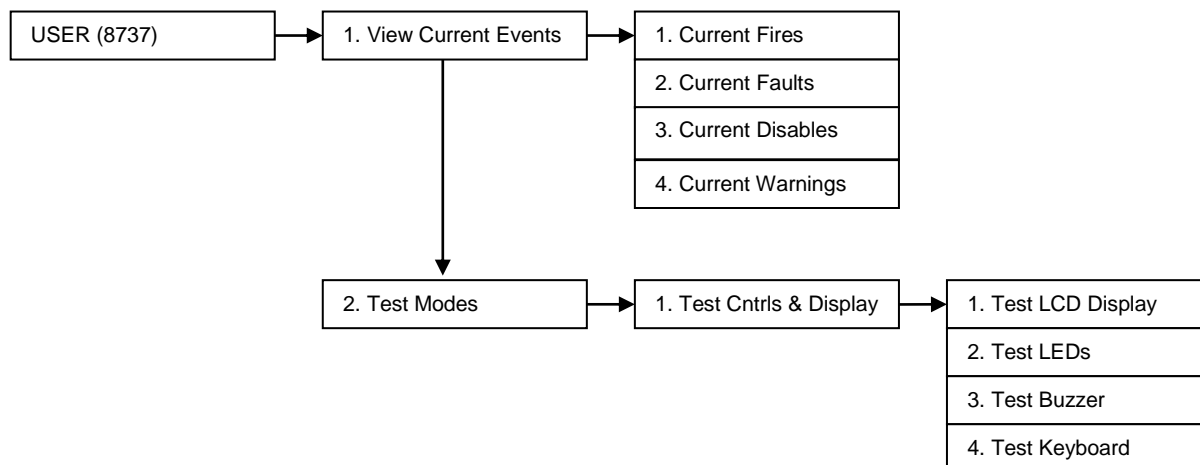 USER (8737)
1. View Current Events
1. Current Fires
2. Current Faults
3. Current Disables
4. Current Warnings
2. Test Modes
1. Test Cntrls & Display
1. Test LCD Display
2. Test LEDs
3. Test Buzzer
4. Test Keyboard